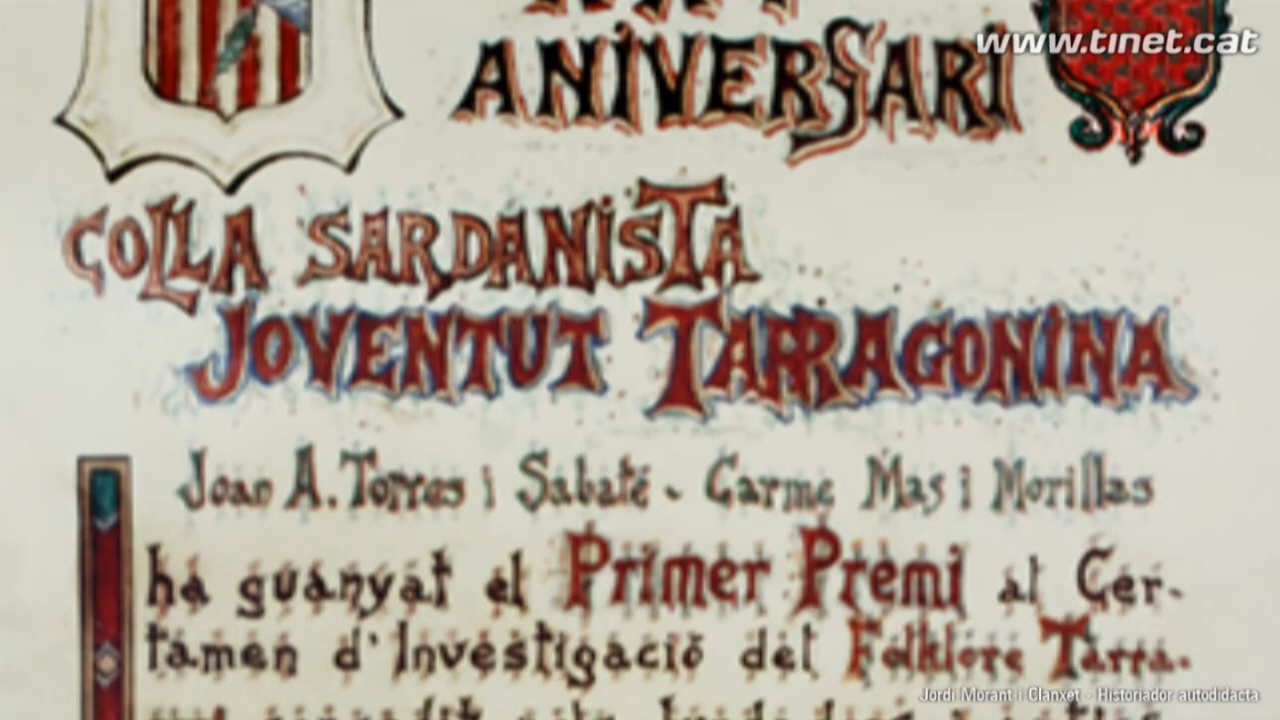 www.tinet.cat
ANIVERSARI
COLLA SARDANISTA
JOVENTUT TARRAGONINA
Joan A. Torres i Sabaté - Carme Mas i Morillas
ha guanyat el Primer Premi al Cer-
tamen d'Investigació del Folklore Tarra-
Jordi Morant i Clanxet - Historiador autodidacta